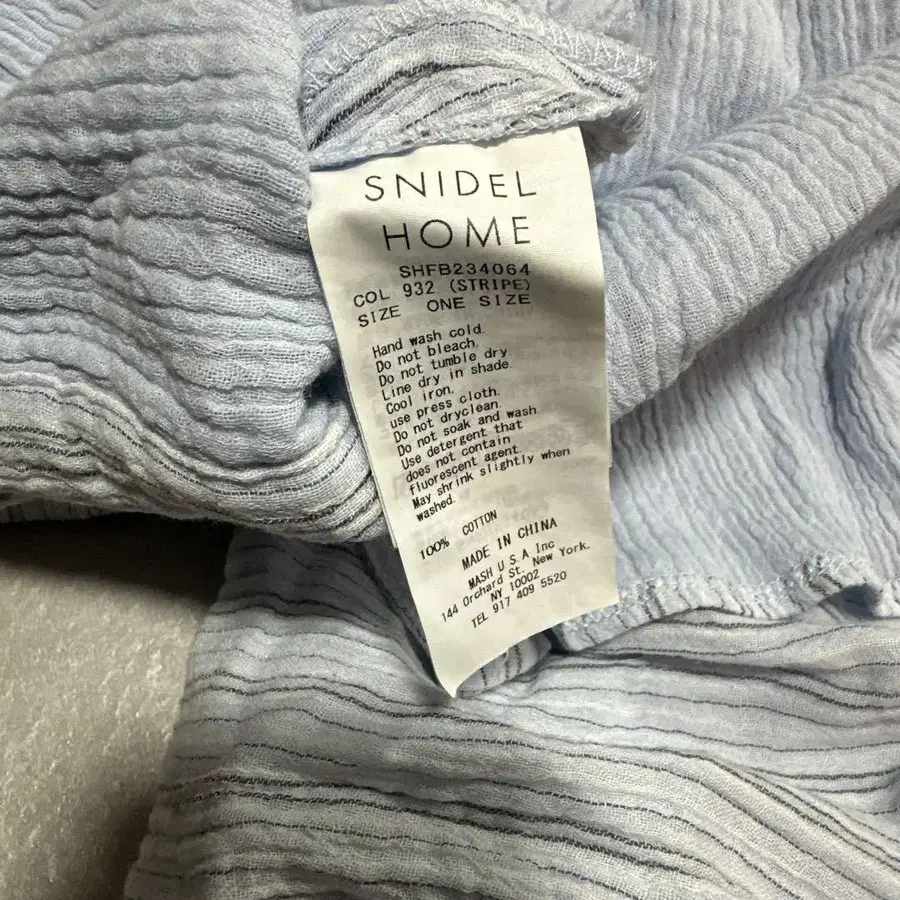 SNIDEL
HOME
SHFB234064
COL 932 (STRIPE)
SIZE ONE SIZE
Hand wash cold.
Do not bleach.
Do not tumble dry
Line dry in shade.
Cool iron.
use press cloth.
Do not dryclean.
Do not soak and wash.
Use detergent that
does not contain
fluorescent agent.
May shrink slightly when
washed.
100% COTTON
MADE IN CHINA
MASH U.S.A Inc
144 Orchard St. New York.
NY 10002
TEL 917 409 5520